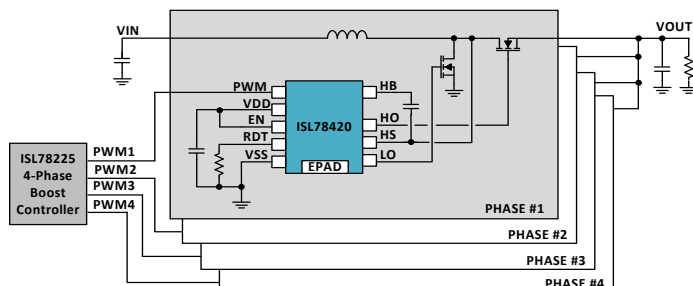 VIN
VOUT
PWM
VDD
EN
RDT
VSS
ISL78420
EPAD
HB
HO
HS
LO
ISL78225
4-Phase
Boost
Controller
PWM1
PWM2
PWM3
PWM4
PHASE #1
PHASE #2
PHASE #3
PHASE #4